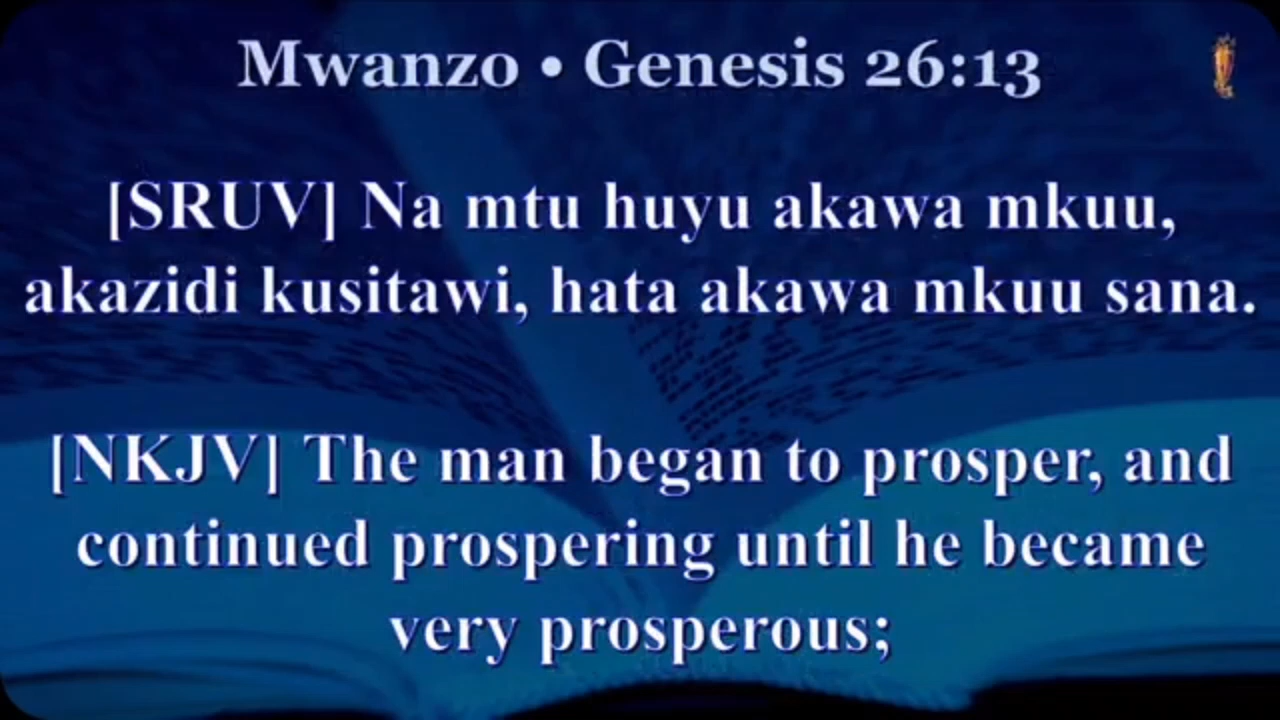 Mwanzo • Genesis 26:13
[SRUV] Na mtu huyu akawa mkuu,
akazidi kusitawi, hata akawa mkuu sana.
[NKJV] The man began to prosper, and
continued prospering until he became
very prosperous;